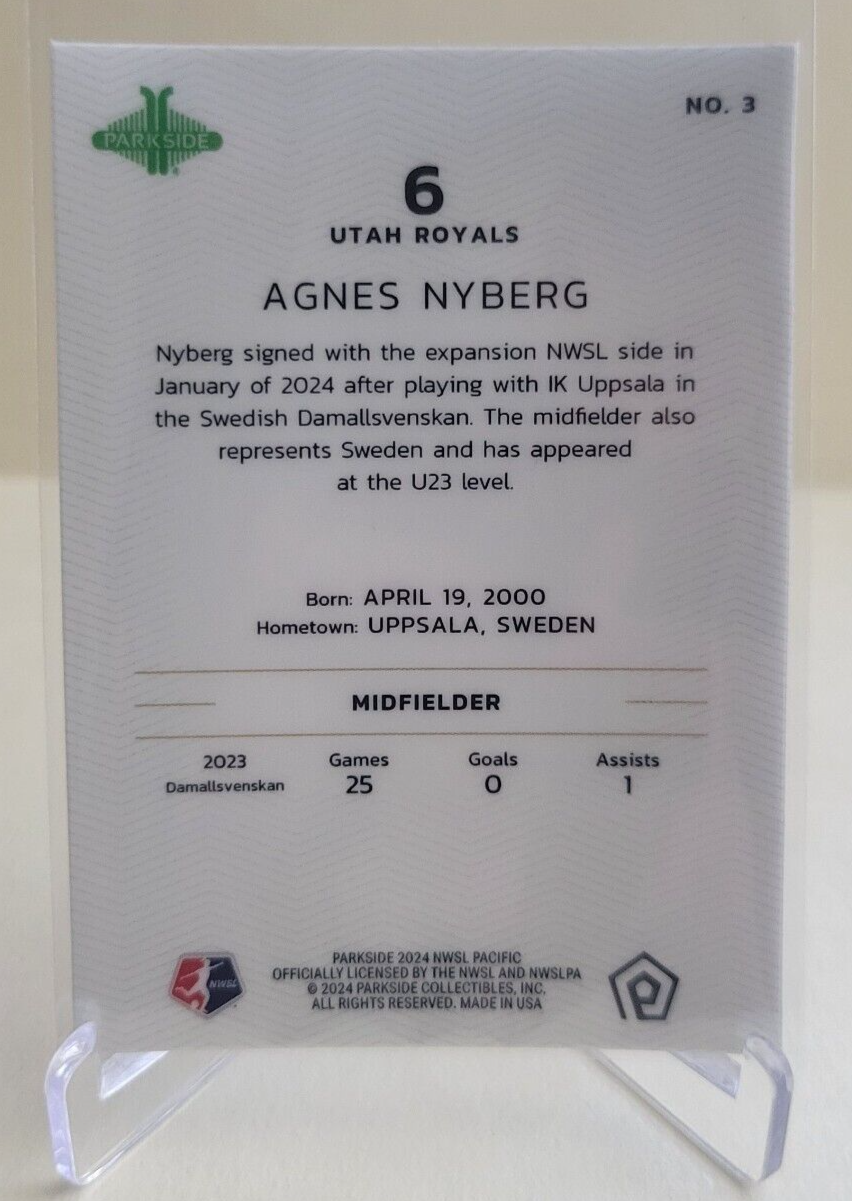 PARKSIDE
NO. 3
6
UTAH ROYALS
AGNES NYBERG
Nyberg signed with the expansion NWSL side in
January of 2024 after playing with IK Uppsala in
the Swedish Damallsvenskan. The midfielder also
represents Sweden and has appeared
at the U23 level.
Born: APRIL 19, 2000
Hometown: UPPSALA, SWEDEN
MIDFIELDER
2023 Games Goals Assists
Damallsvenskan 25 0 1
NWSL
PARKSIDE 2024 NWSL PACIFIC
OFFICIALLY LICENSED BY THE NWSL AND NWSLPA
© 2024 PARKSIDE COLLECTIBLES, INC.
ALL RIGHTS RESERVED. MADE IN USA